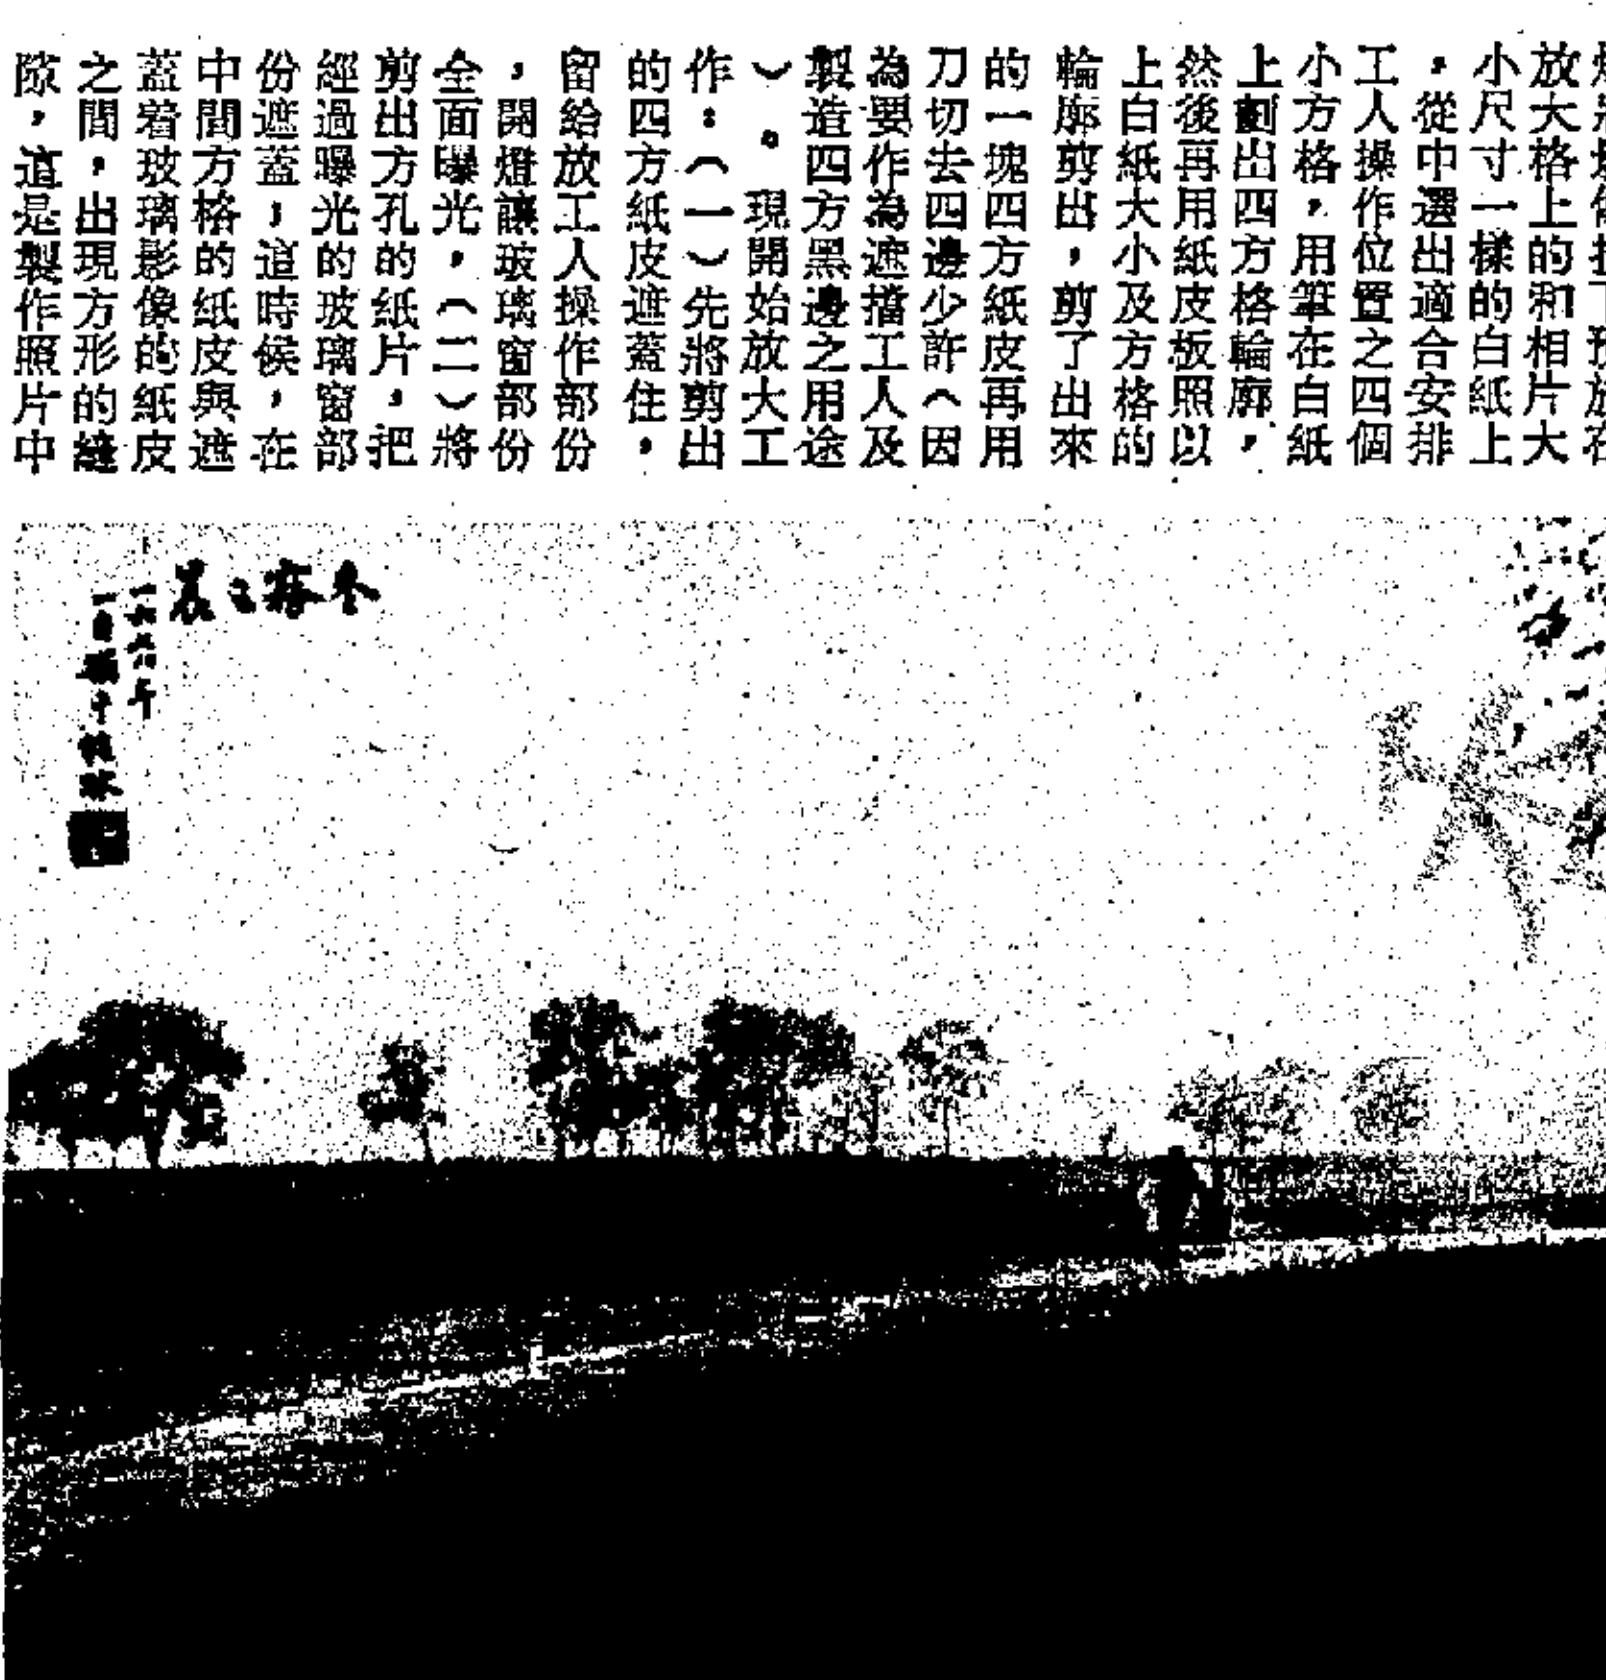 放大格上的和相片大
小尺寸一樣的白紙上
，從中選出適合安排
工人操作位置之四個
小方格，用筆在白紙
上劃出四方格輪廓，
然後再用紙皮板照以
上白紙大小及方格的
輪廓剪出，剪了出來
的一塊四方紙皮再用
刀切去四邊少許（因
為要作為遮擋工人及
製造四方黑邊之用途
）。現開始放大工
作：（一）先將剪出
的四方紙皮遮蓋住，
留給放工人操作部份
，開燈讓玻璃窗部份
全面曝光，（二）將
剪出方孔的紙片，把
經過曝光的玻璃窗部
份遮蓋，這時候，在
中間方格的紙皮與遮
蓋着玻璃影像的紙皮
之間，出現方形的縫
隙，這是製作照片中
冬霧之晨